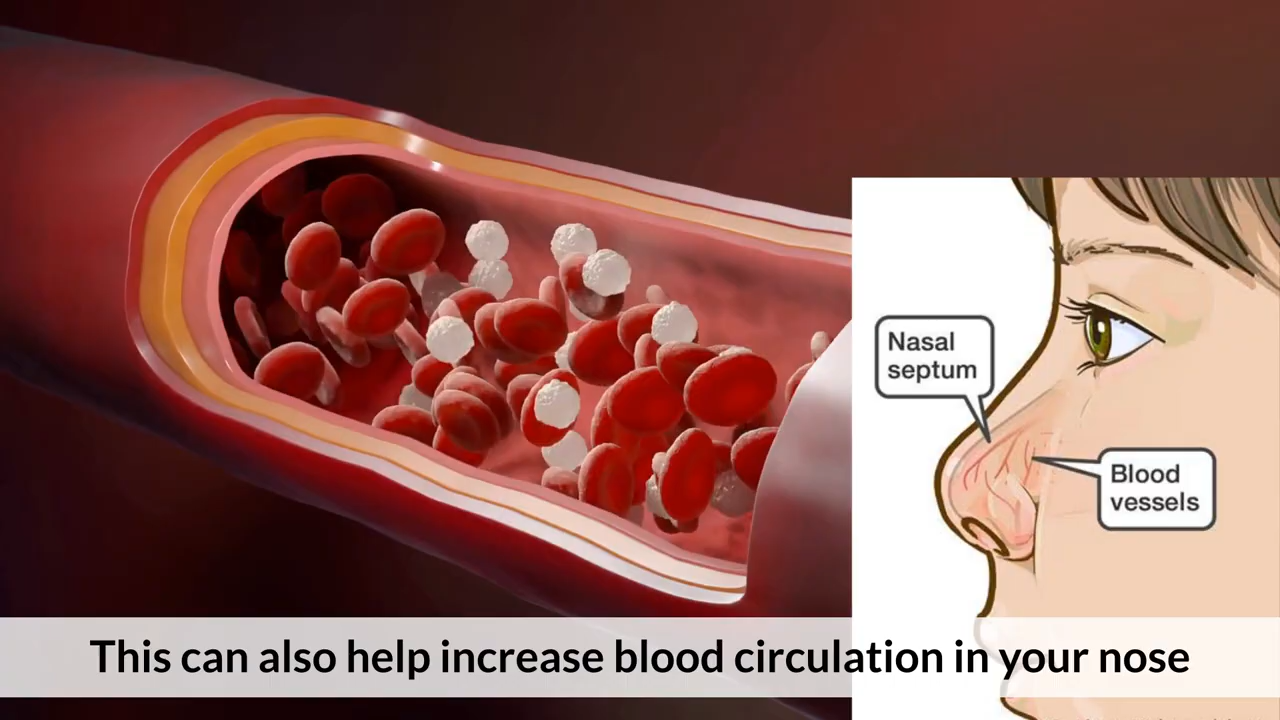 Nasal
septum
Blood
vessels
This can also help increase blood circulation in your nose